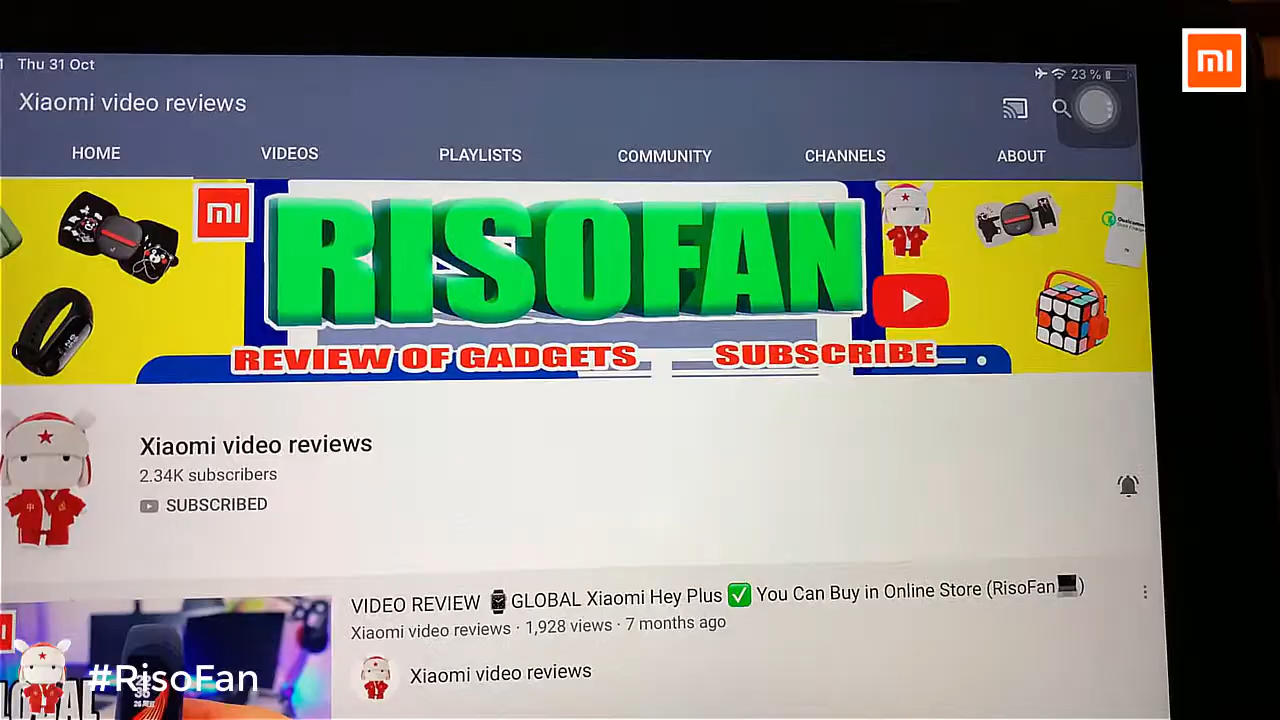 Thu 31 Oct
23 %
mi
Xiaomi video reviews
HOME
VIDEOS
PLAYLISTS
COMMUNITY
CHANNELS
ABOUT
mi
RISOFAN
REVIEW OF GADGETS
SUBSCRIBE
Xiaomi video reviews
2.34K subscribers
SUBSCRIBED
VIDEO REVIEW ⌚GLOBAL Xiaomi Hey Plus ✅ You Can Buy in Online Store (RisoFan💻)
Xiaomi video reviews · 1,928 views · 7 months ago
Xiaomi video reviews
#RisoFan